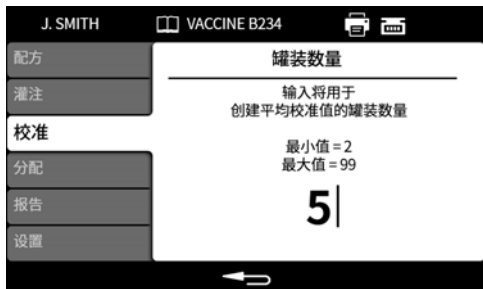 J. SMITH VACCINE B234
配方
灌注
校准
分配
报告
设置
罐装数量
输入将用于
创建平均校准值的罐装数量
最小值 = 2
最大值 = 99
5